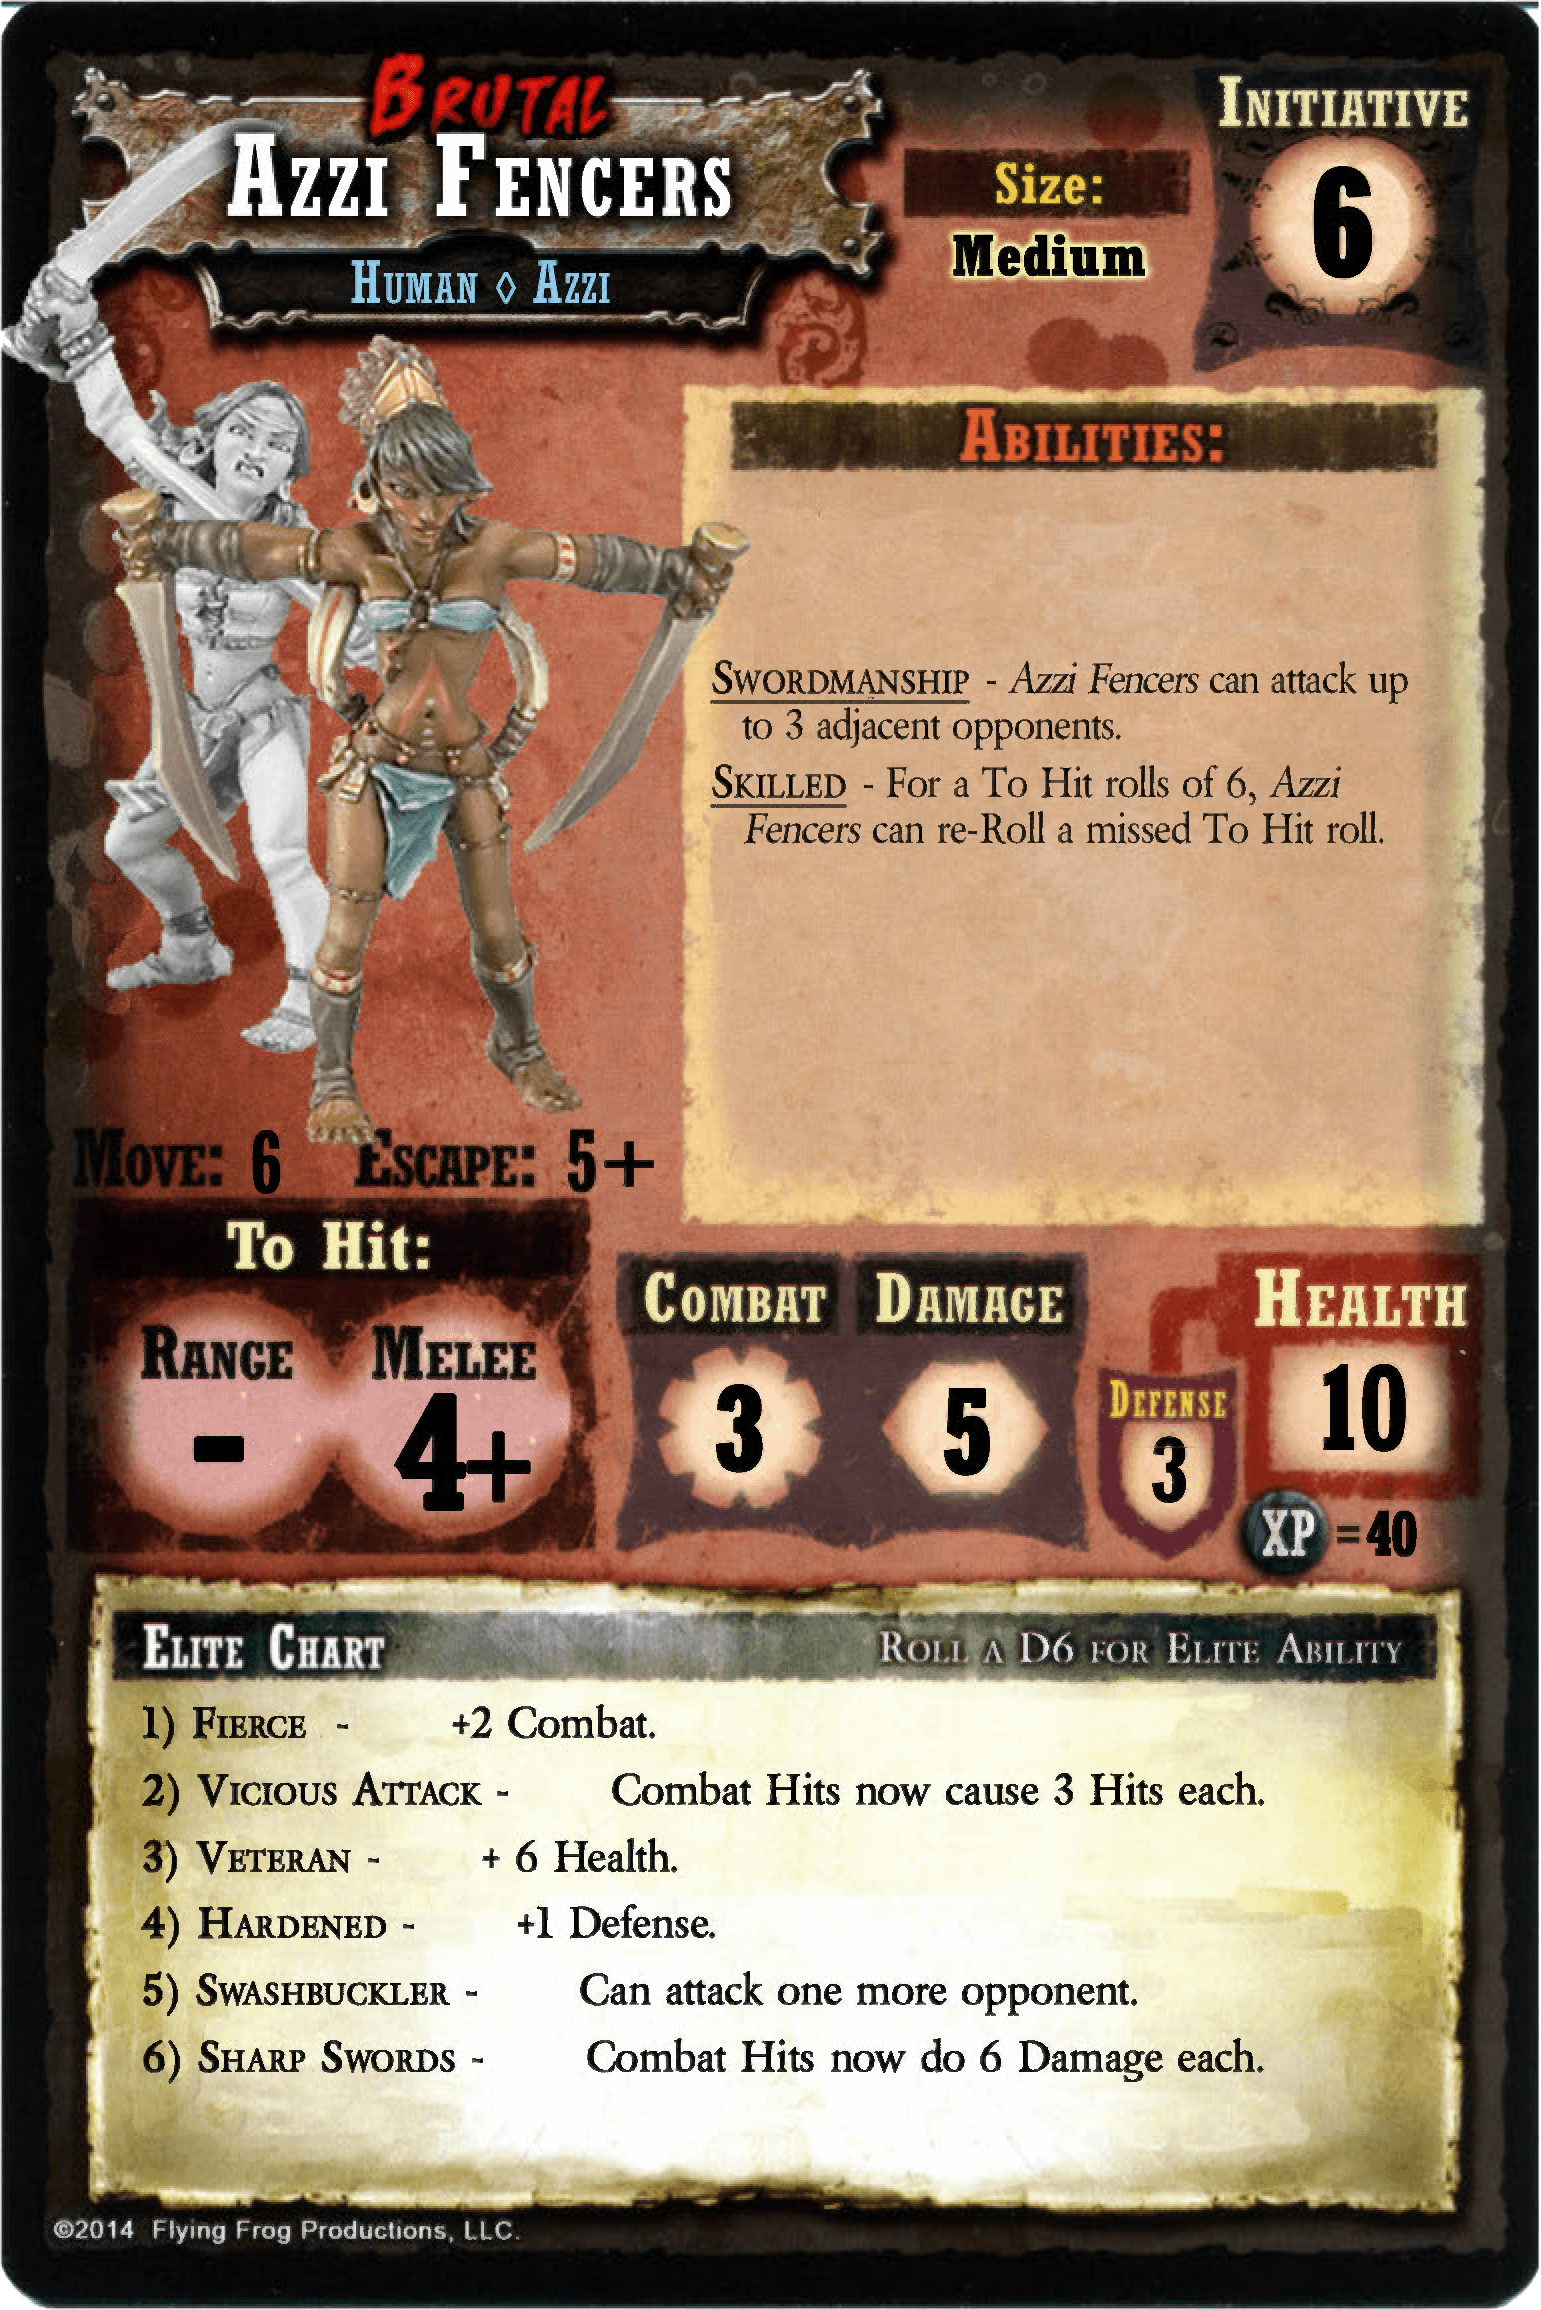 BRUTAL
AZZI FENCERS
HUMAN ◊ AZZI
Size:
Medium
INITIATIVE
6
ABILITIES:
SWORDMANSHIP - Azzi Fencers can attack up
to 3 adjacent opponents.
SKILLED - For a To Hit rolls of 6, Azzi
Fencers can re-Roll a missed To Hit roll.
MOVE: 6 ESCAPE: 5+
To Hit:
RANGE MELEE
- 4+
COMBAT DAMAGE
3 5
DEFENSE
3
HEALTH
10
XP =40
ELITE CHART ROLL A D6 FOR ELITE ABILITY
1) FIERCE - +2 Combat.
2) VICIOUS ATTACK - Combat Hits now cause 3 Hits each.
3) VETERAN - + 6 Health.
4) HARDENED - +1 Defense.
5) SWASHBUCKLER - Can attack one more opponent.
6) SHARP SWORDS - Combat Hits now do 6 Damage each.
©2014 Flying Frog Productions, LLC.